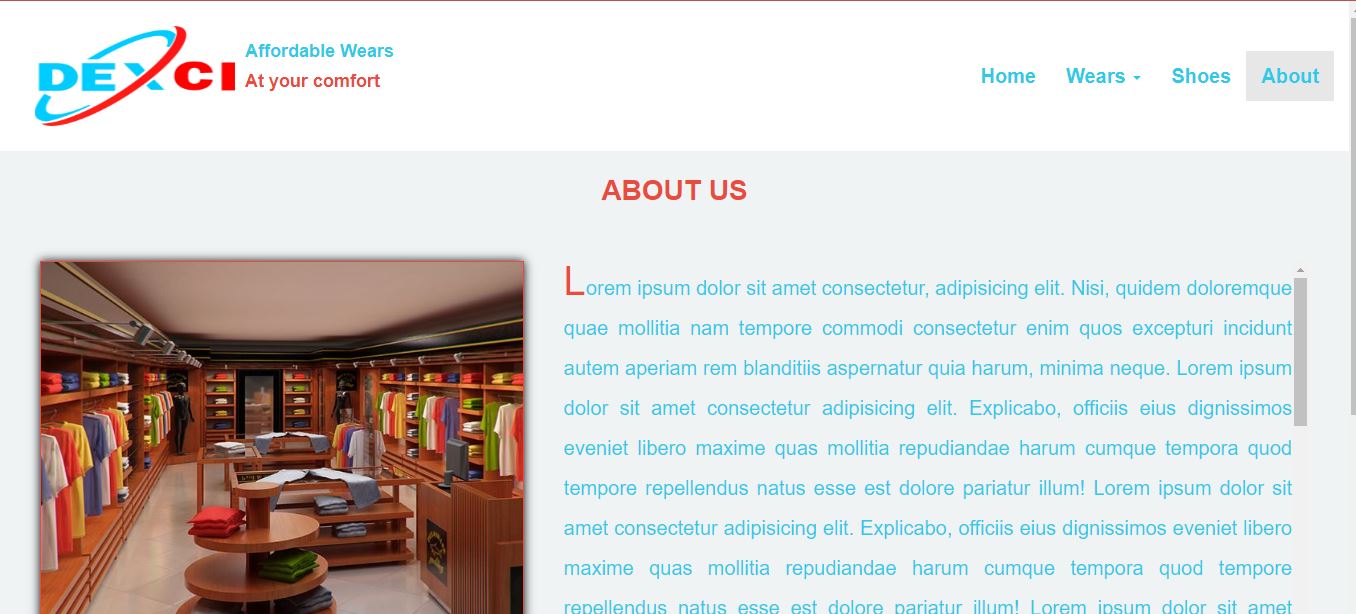 DEXCI
Affordable Wears
At your comfort
Home
Wears
Shoes
About
ABOUT US
Lorem ipsum dolor sit amet consectetur, adipisicing elit. Nisi, quidem doloremque
quae mollitia nam tempore commodi consectetur enim quos excepturi incidunt
autem aperiam rem blanditiis aspernatur quia harum, minima neque. Lorem ipsum
dolor sit amet consectetur adipisicing elit. Explicabo, officiis eius dignissimos
eveniet libero maxime quas mollitia repudiandae harum cumque tempora quod
tempore repellendus natus esse est dolore pariatur illum! Lorem ipsum dolor sit
amet consectetur adipisicing elit. Explicabo, officiis eius dignissimos eveniet libero
maxime quas mollitia repudiandae harum cumque tempora quod tempore
repellendus natus esse est dolore pariatur illum! Lorem ipsum dolor sit amet